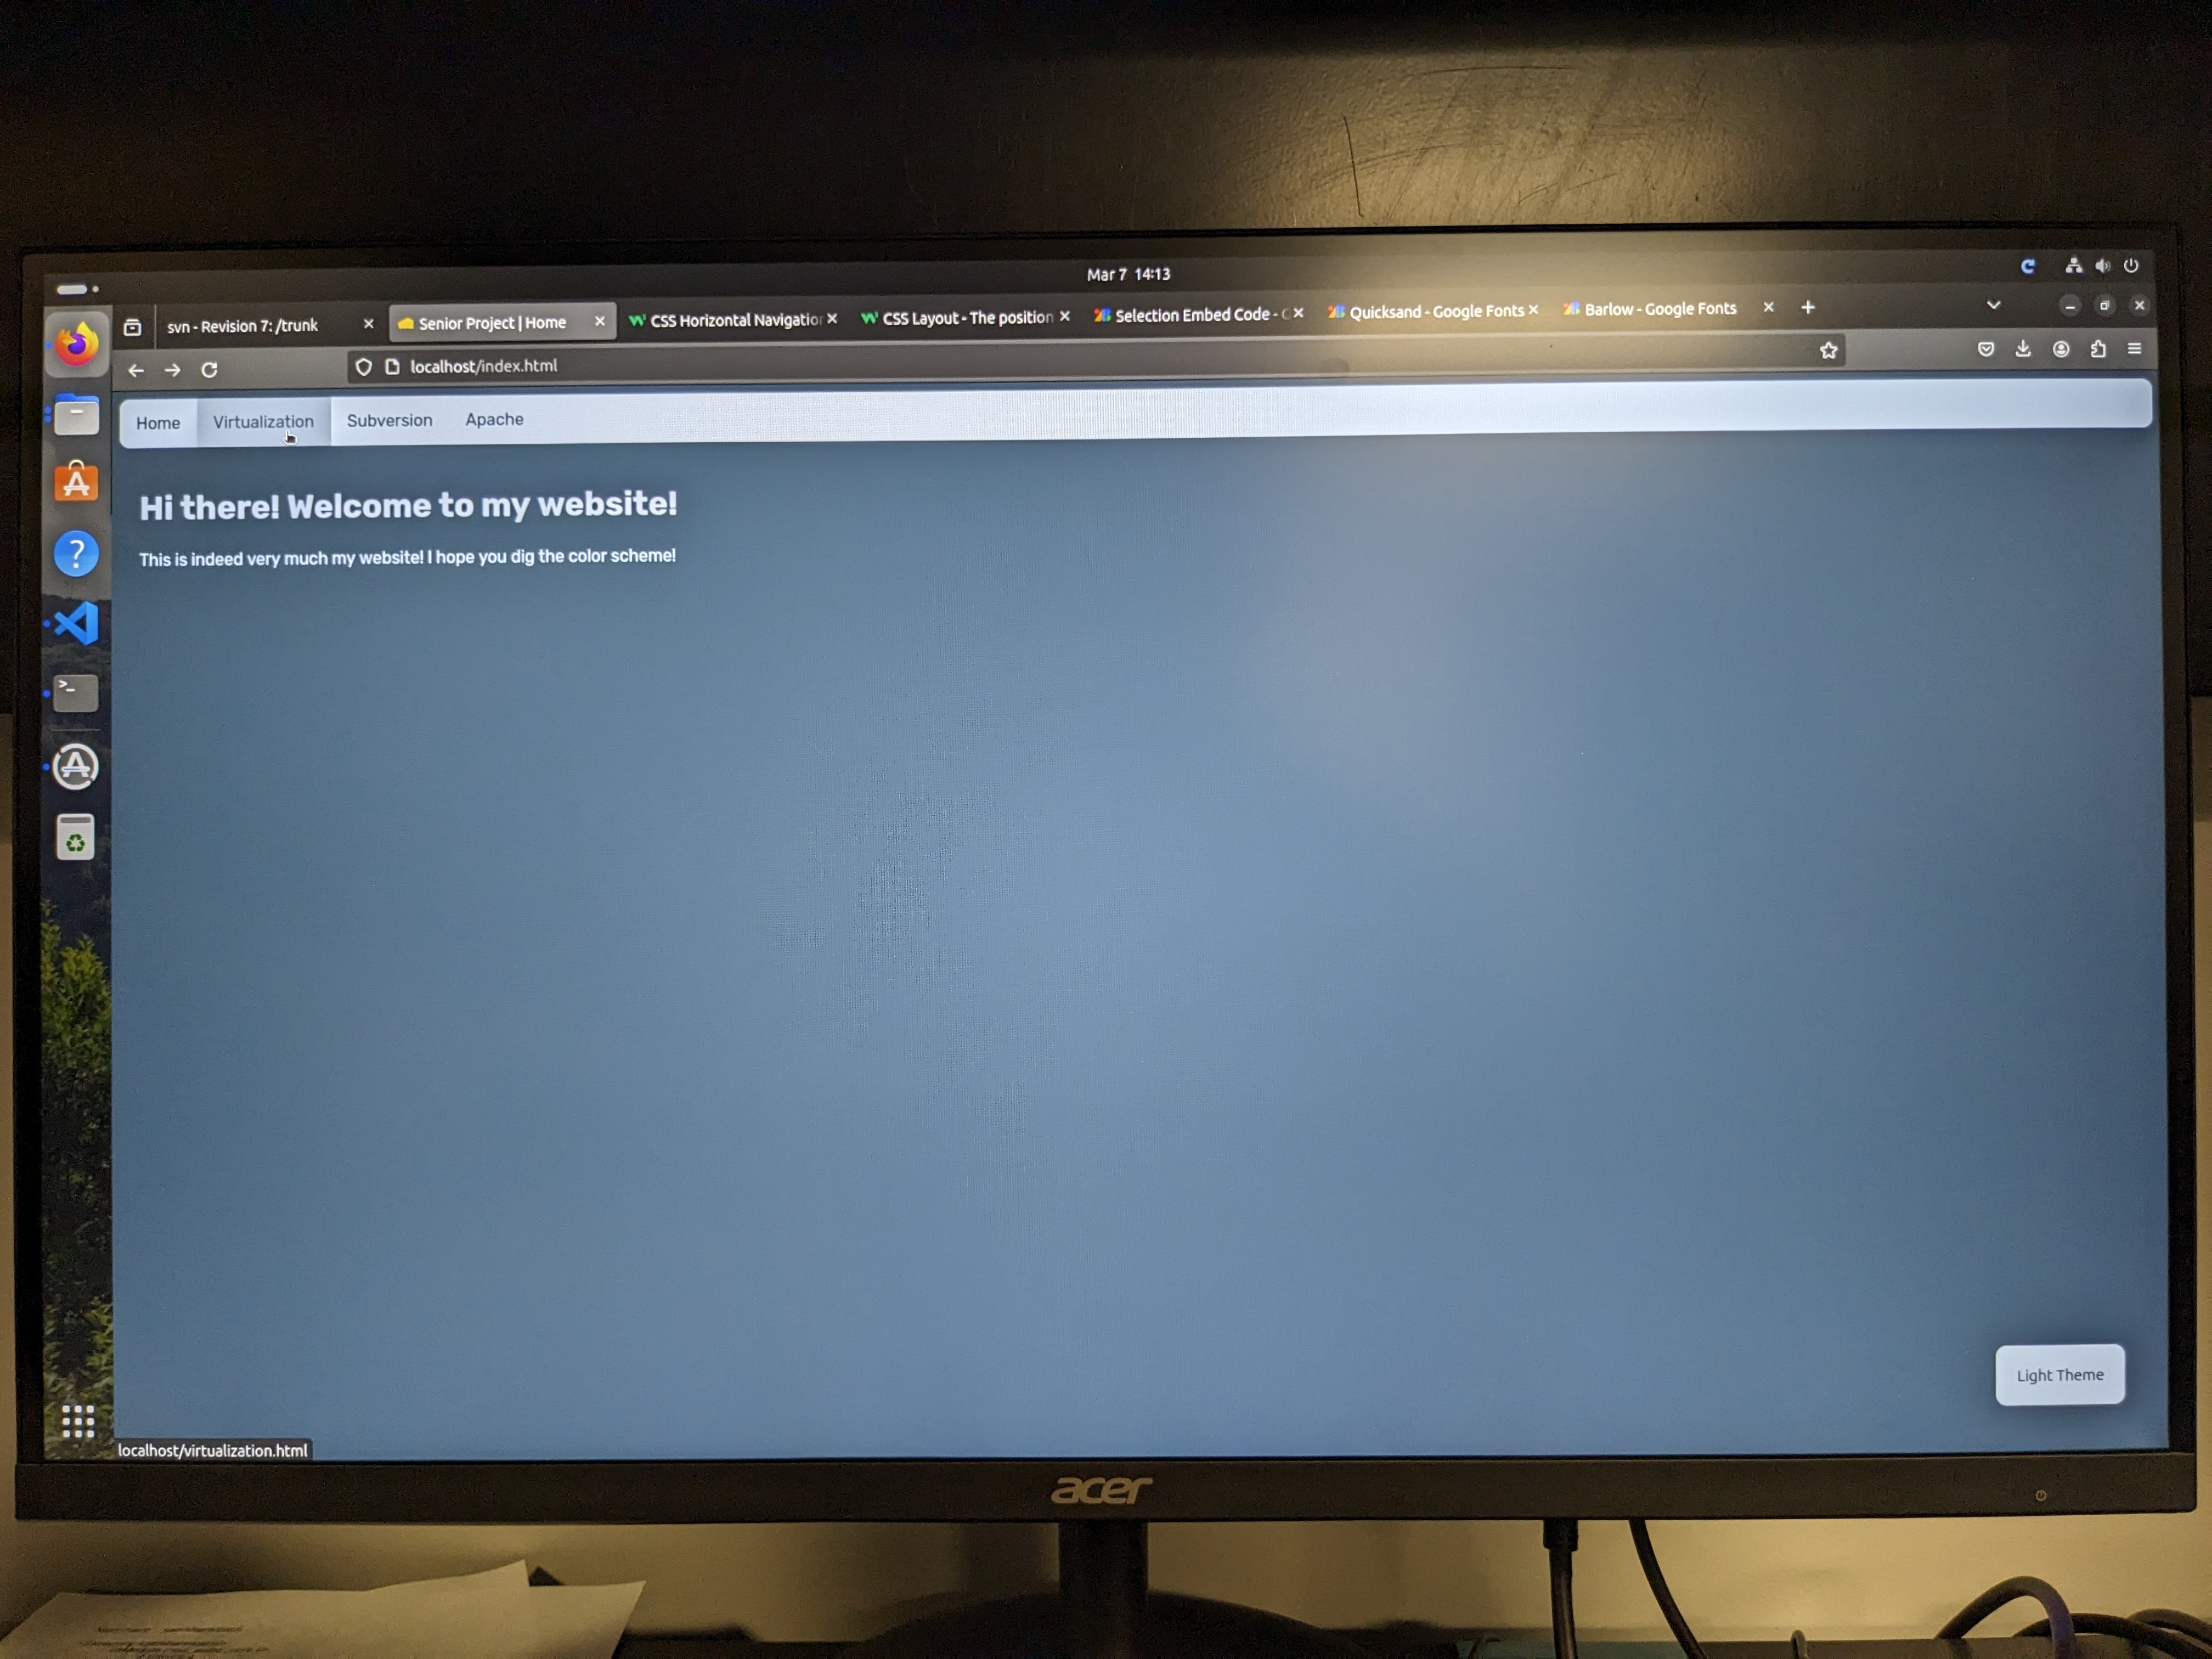 Mar 7 14:13
svn - Revision 7: /trunk
Senior Project | Home
CSS Horizontal Navigation
CSS Layout - The position
Selection Embed Code -
Quicksand - Google Fonts
Barlow - Google Fonts
localhost/index.html
Home Virtualization Subversion Apache
Hi there! Welcome to my website!
This is indeed very much my website! I hope you dig the color scheme!
Light Theme
localhost/virtualization.html
acer